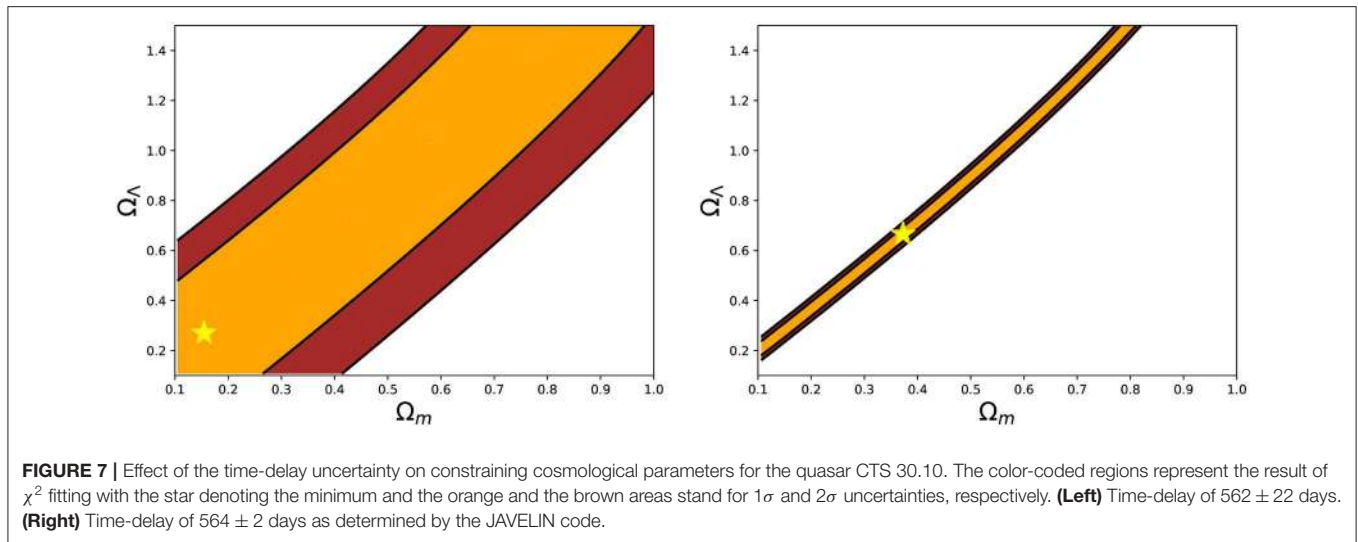 1.4
1.2
1.0
0.8
0.6
0.4
0.2
Ω_Λ
0.1 0.2 0.3 0.4 0.5 0.6 0.7 0.8 0.9 1.0
Ω_m
1.4
1.2
1.0
0.8
0.6
0.4
0.2
Ω_Λ
0.1 0.2 0.3 0.4 0.5 0.6 0.7 0.8 0.9 1.0
Ω_m
FIGURE 7 | Effect of the time-delay uncertainty on constraining cosmological parameters for the quasar CTS 30.10. The color-coded regions represent the result of
χ² fitting with the star denoting the minimum and the orange and the brown areas stand for 1σ and 2σ uncertainties, respectively. (Left) Time-delay of 562 ± 22 days.
(Right) Time-delay of 564 ± 2 days as determined by the JAVELIN code.